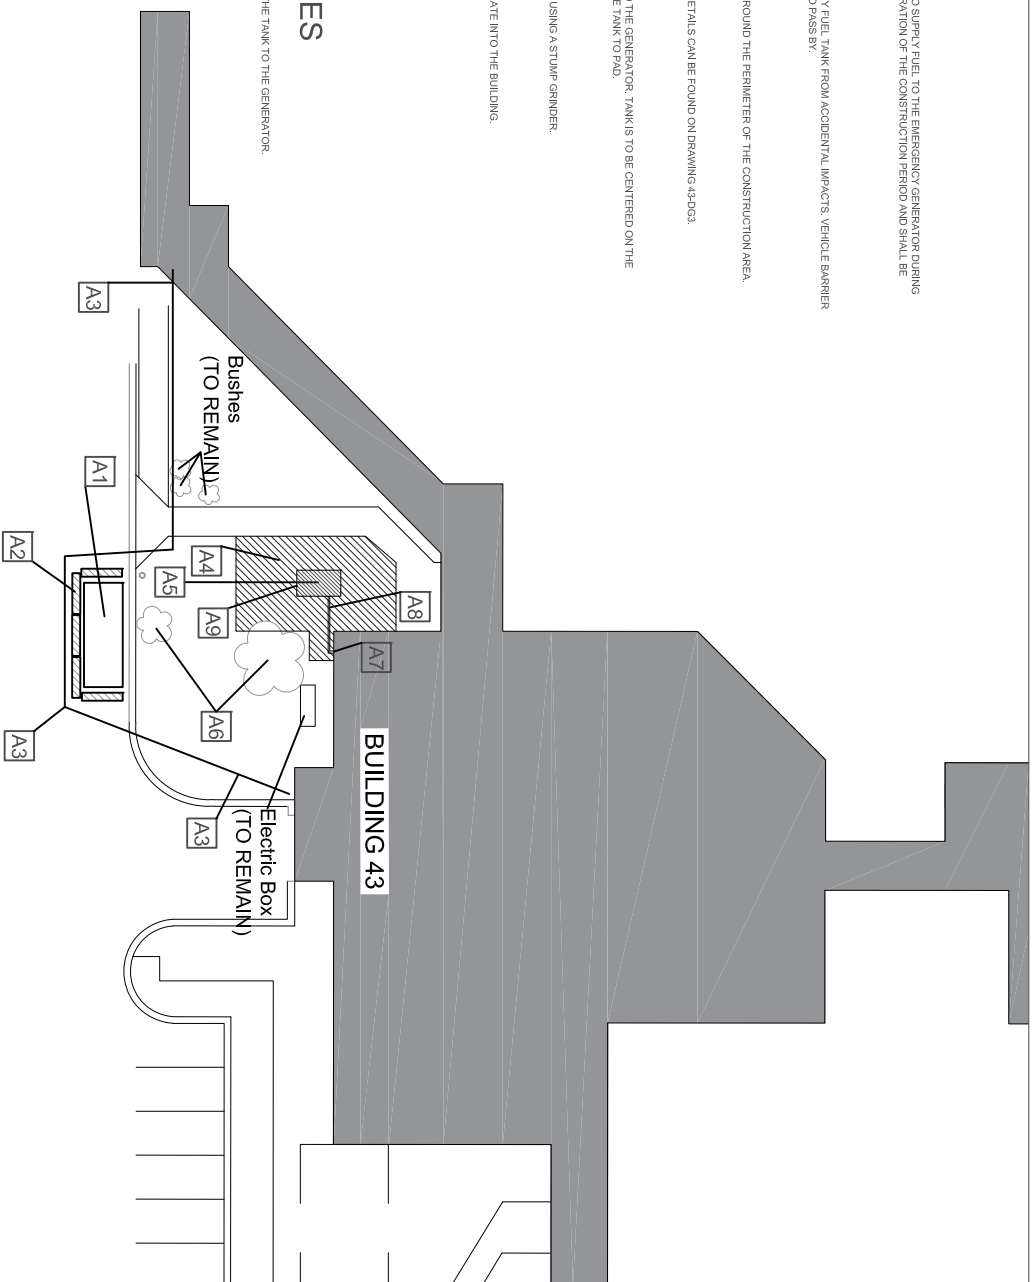 O SUPPLY FUEL TO THE EMERGENCY GENERATOR DURING
RATION OF THE CONSTRUCTION PERIOD AND SHALL BE
Y FUEL TANK FROM ACCIDENTAL IMPACTS. VEHICLE BARRIER
O PASS BY.
ROUND THE PERIMETER OF THE CONSTRUCTION AREA.
ETAILS CAN BE FOUND ON DRAWING 43-DG3.
O THE GENERATOR. TANK IS TO BE CENTERED ON THE
E TANK TO PAD.
USING A STUMP GRINDER.
ATE INTO THE BUILDING.
ES
HE TANK TO THE GENERATOR.
BUILDING 43
Bushes
(TO REMAIN)
Electric Box
(TO REMAIN)
A8
A7
A4
A5
A9
A6
A3
A3
A1
A2
A3